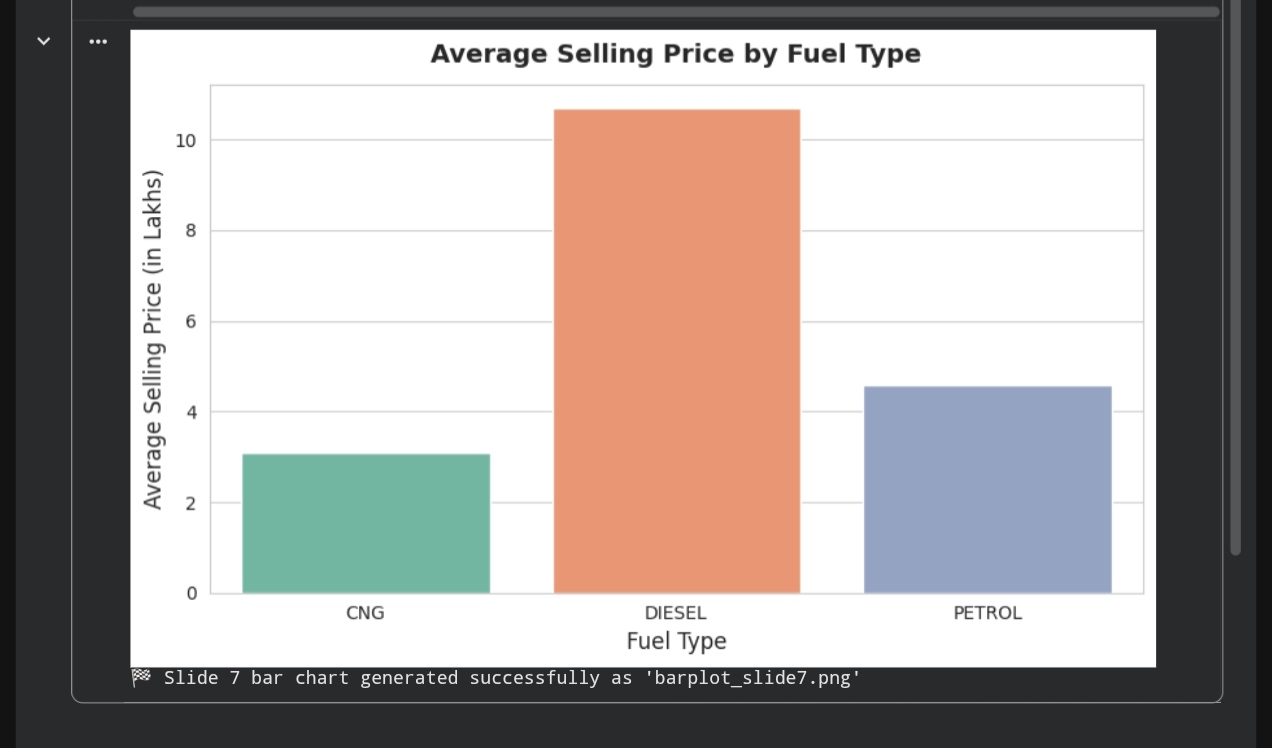 Average Selling Price by Fuel Type
Average Selling Price (in Lakhs)
10
8
6
4
2
0
CNG DIESEL PETROL
Fuel Type
🏁 Slide 7 bar chart generated successfully as 'barplot_slide7.png'